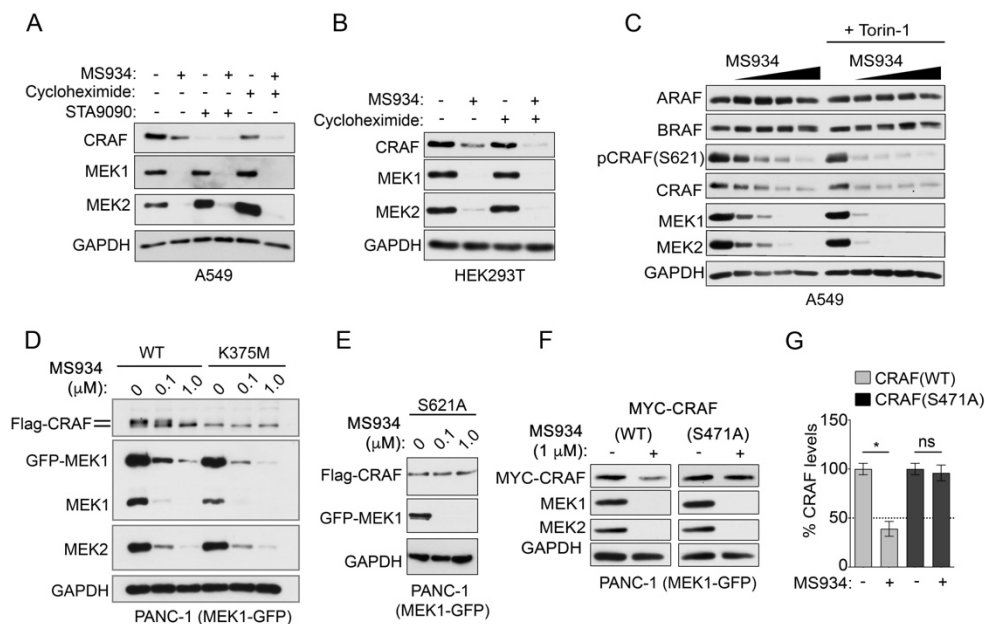 A
MS934: - + - + - +
Cycloheximide: - - - - + +
STA9090: - - + + - -
CRAF
MEK1
MEK2
GAPDH
A549
B
MS934: - + - +
Cycloheximide: - - + +
CRAF
MEK1
MEK2
GAPDH
HEK293T
C
+ Torin-1
MS934 MS934
ARAF
BRAF
pCRAF(S621)
CRAF
MEK1
MEK2
GAPDH
A549
D
WT K375M
MS934
(μM): 0 0.1 1.0 0 0.1 1.0
Flag-CRAF
GFP-MEK1
MEK1
MEK2
GAPDH
PANC-1 (MEK1-GFP)
E
S621A
MS934
(μM): 0 0.1 1.0
Flag-CRAF
GFP-MEK1
GAPDH
PANC-1
(MEK1-GFP)
F
MYC-CRAF
MS934 (WT) (S471A)
(1 μM): - + - +
MYC-CRAF
MEK1
MEK2
GAPDH
PANC-1 (MEK1-GFP)
G
CRAF(WT)
CRAF(S471A)
% CRAF levels
150
100
50
0
* ns
MS934: - + - +